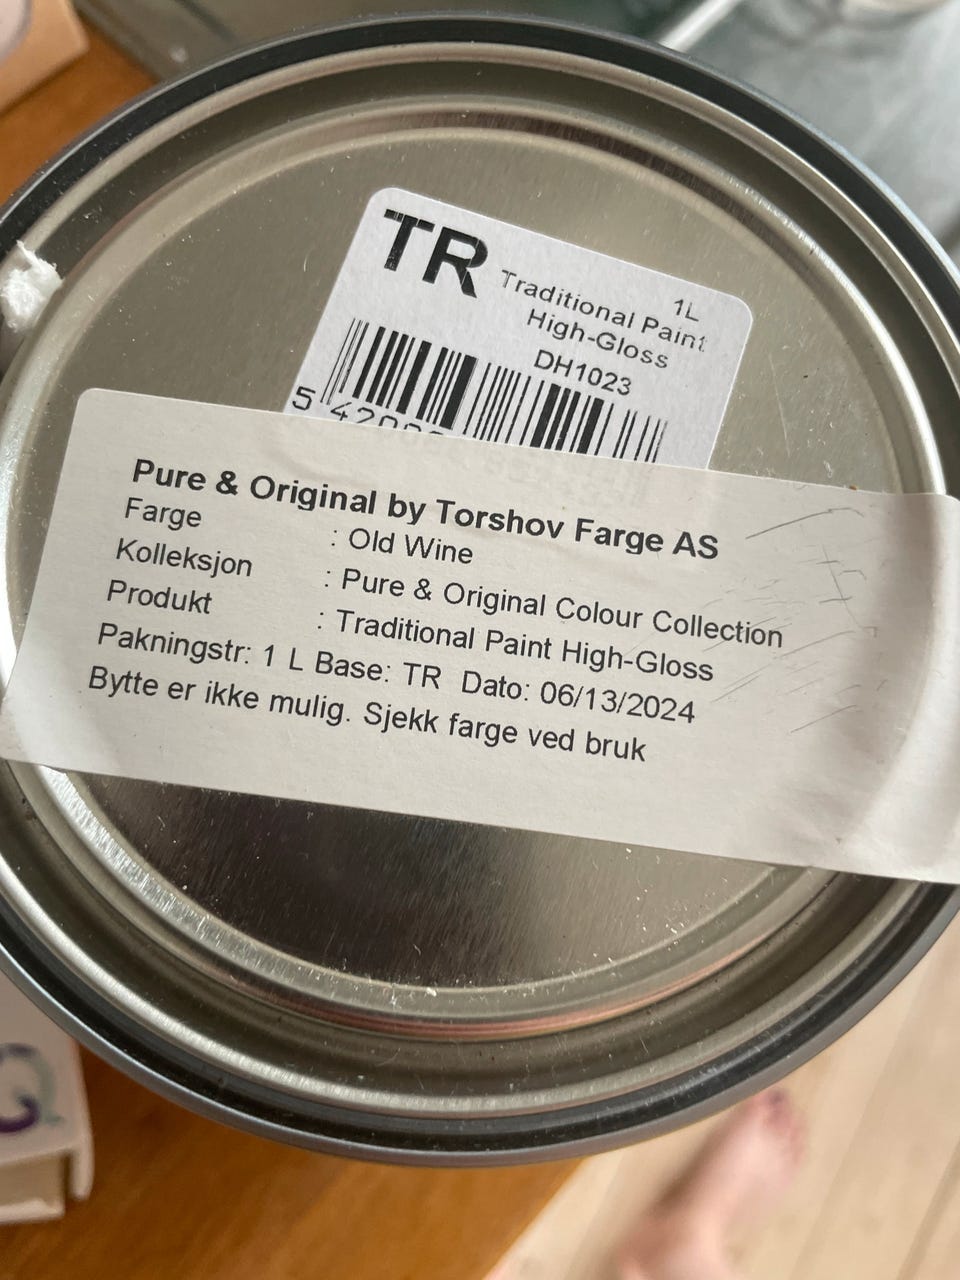 TR
1L
Traditional Paint
High-Gloss
DH1023
Pure & Original by Torshov Farge AS
Farge : Old Wine
Kolleksjon : Pure & Original Colour Collection
Produkt : Traditional Paint High-Gloss
Pakningstr: 1 L Base: TR Dato: 06/13/2024
Bytte er ikke mulig. Sjekk farge ved bruk